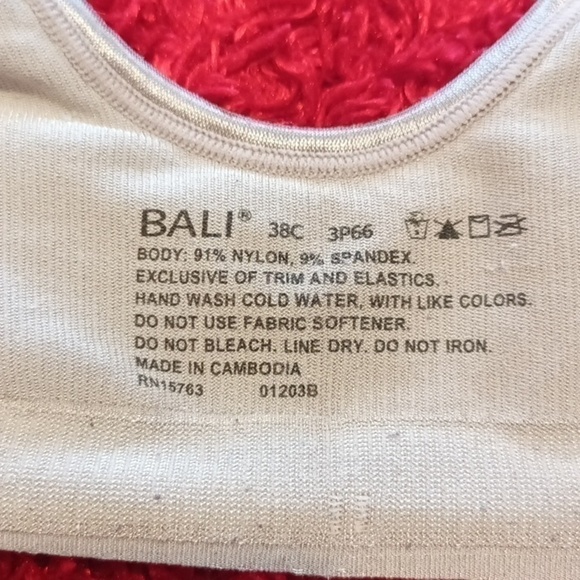 BALI® 38C 3P66
BODY: 91% NYLON, 9% SPANDEX.
EXCLUSIVE OF TRIM AND ELASTICS.
HAND WASH COLD WATER, WITH LIKE COLORS.
DO NOT USE FABRIC SOFTENER.
DO NOT BLEACH. LINE DRY. DO NOT IRON.
MADE IN CAMBODIA
RN15763 01203B